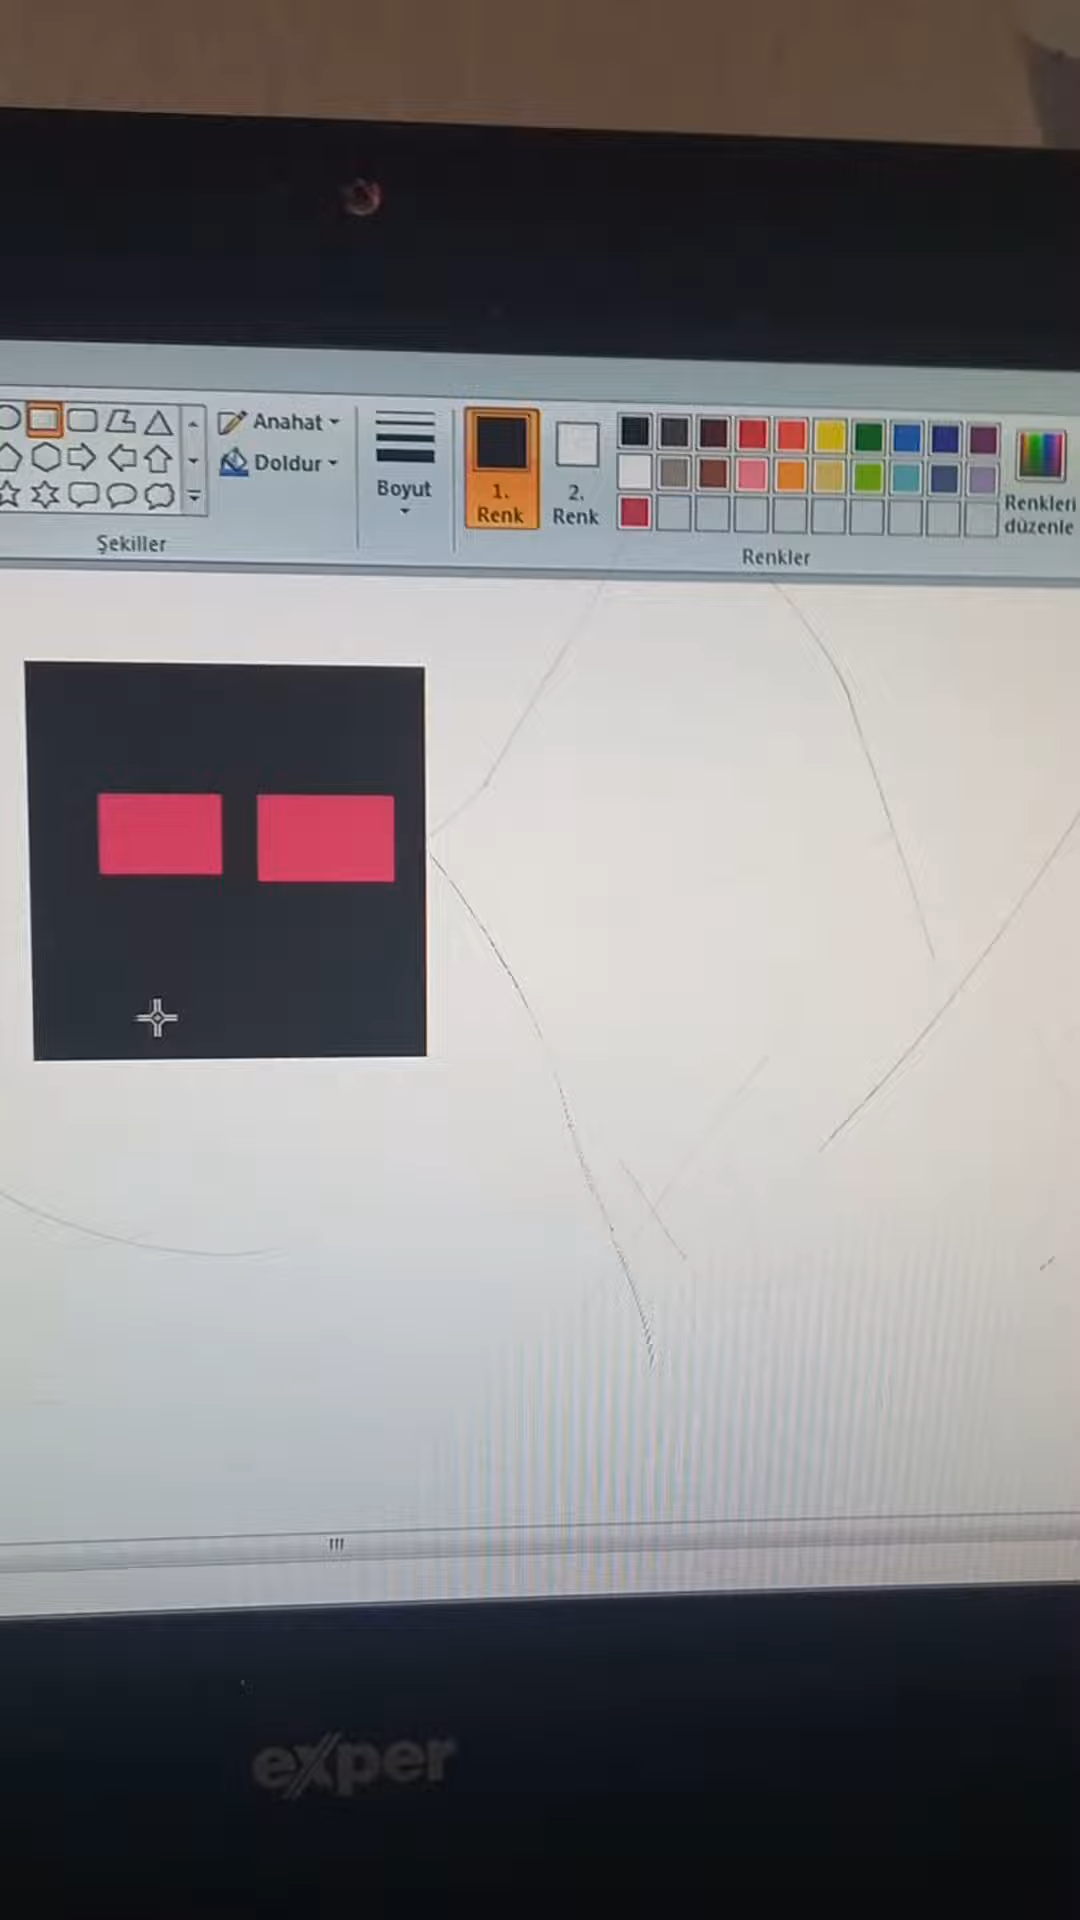 Anahat
Doldur
Boyut
1.
Renk
2.
Renk
Renkleri
düzenle
Şekiller
Renkler
exper